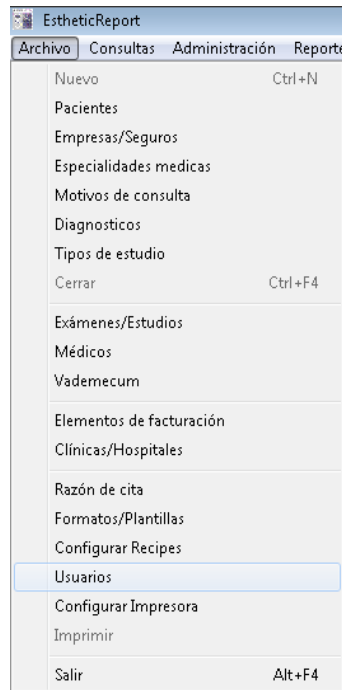 EstheticReport
Archivo Consultas Administración Reporte
Nuevo Ctrl+N
Pacientes
Empresas/Seguros
Especialidades medicas
Motivos de consulta
Diagnosticos
Tipos de estudio
Cerrar Ctrl+F4
Exámenes/Estudios
Médicos
Vademecum
Elementos de facturación
Clínicas/Hospitales
Razón de cita
Formatos/Plantillas
Configurar Recipes
Usuarios
Configurar Impresora
Imprimir
Salir Alt+F4